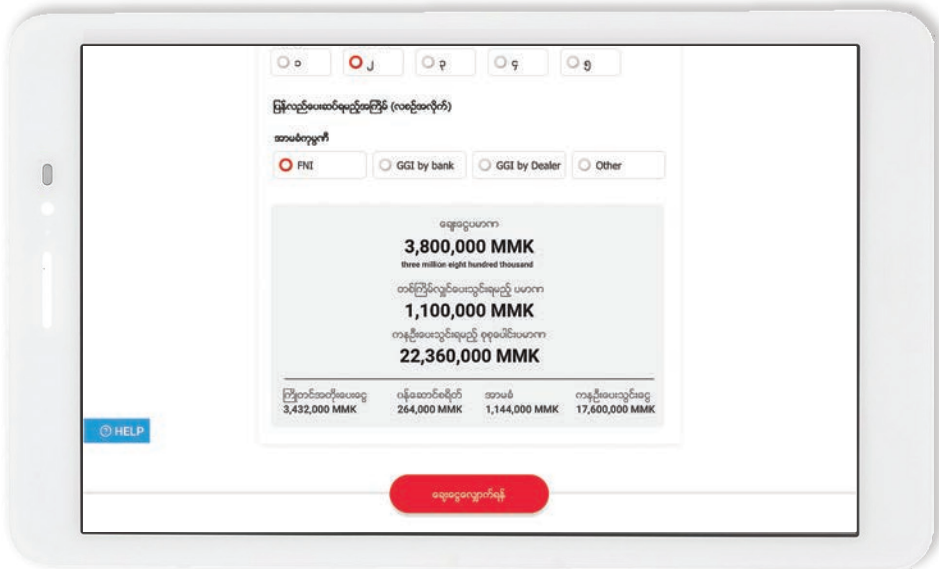 ၁ ၂ ၃ ၄ ၅
ပြန်လည်ပေးဆပ်ရမည့်အကြိမ် (လစဉ်အလိုက်)
အာမခံကုမ္ပဏီ
FNI GGI by bank GGI by Dealer Other
ချေးငွေပမာဏ
3,800,000 MMK
three million eight hundred thousand
တစ်ကြိမ်လျှင်ပေးသွင်းရမည့် ပမာဏ
1,100,000 MMK
ကနဦးပေးသွင်းရမည့် စုစုပေါင်းပမာဏ
22,360,000 MMK
ကြိုတင်အတိုးပေးငွေ ဝန်ဆောင်စရိတ် အာမခံ ကနဦးပေးသွင်းငွေ
3,432,000 MMK 264,000 MMK 1,144,000 MMK 17,600,000 MMK
HELP
ချေးငွေလျှောက်ရန်